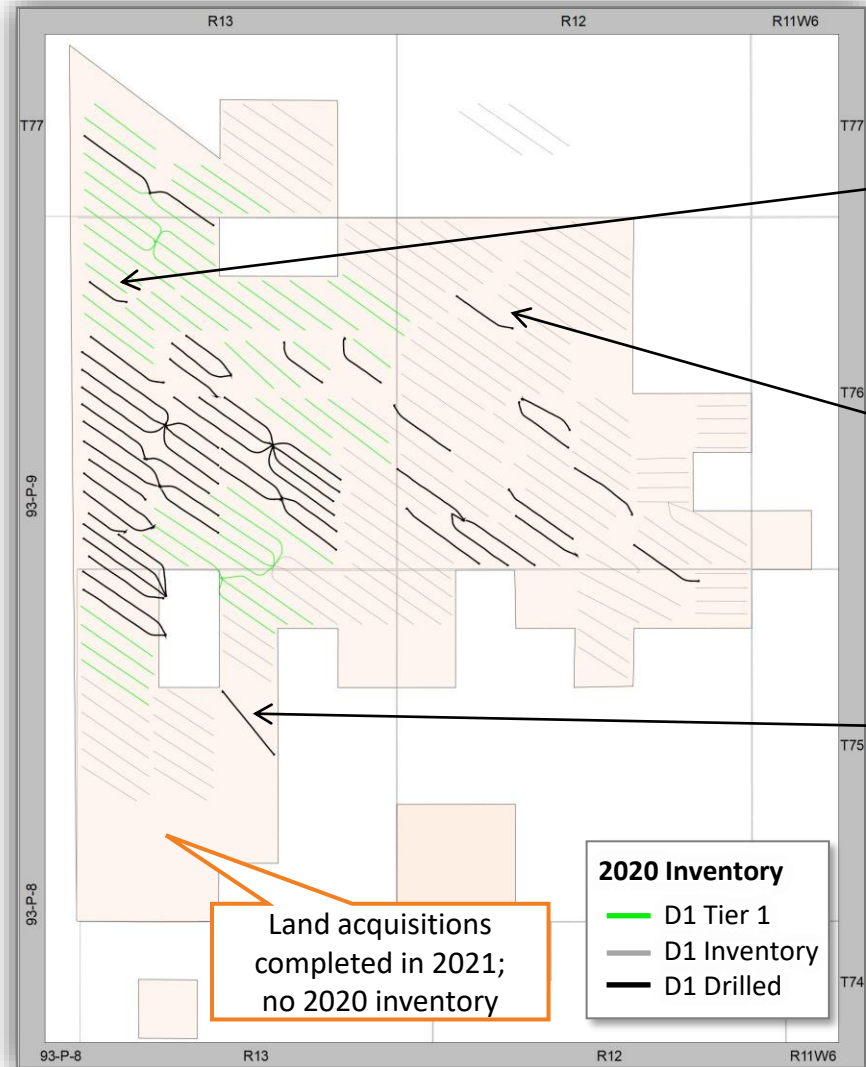 R13 R12 R11W6
T77 T77
T76
93-P-9
T75
93-P-8
Land acquisitions
completed in 2021;
no 2020 inventory
2020 Inventory
D1 Tier 1
D1 Inventory
D1 Drilled
T74
93-P-8 R13 R12 R11W6